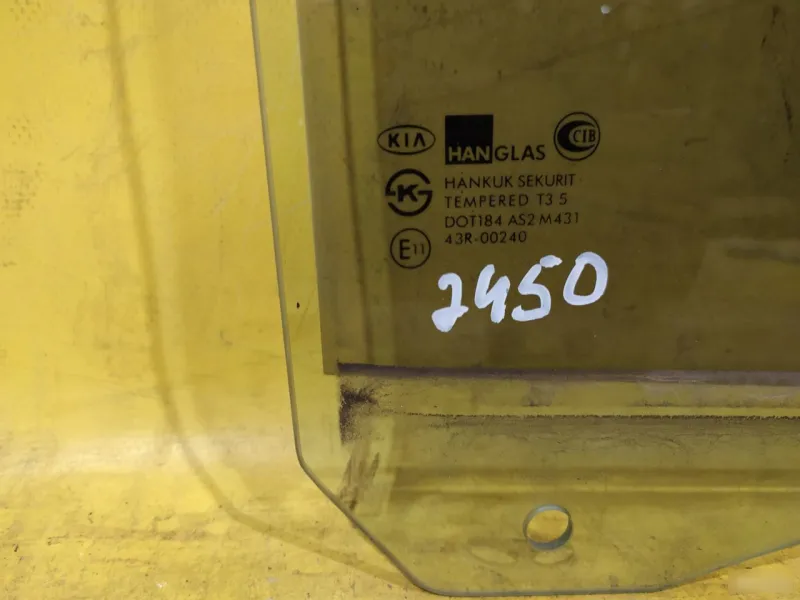 KIA HANGLAS CIB
K HANKUK SEKURIT
TEMPERED T3.5
DOT184 AS2 M431
E11 43R-00240
2450